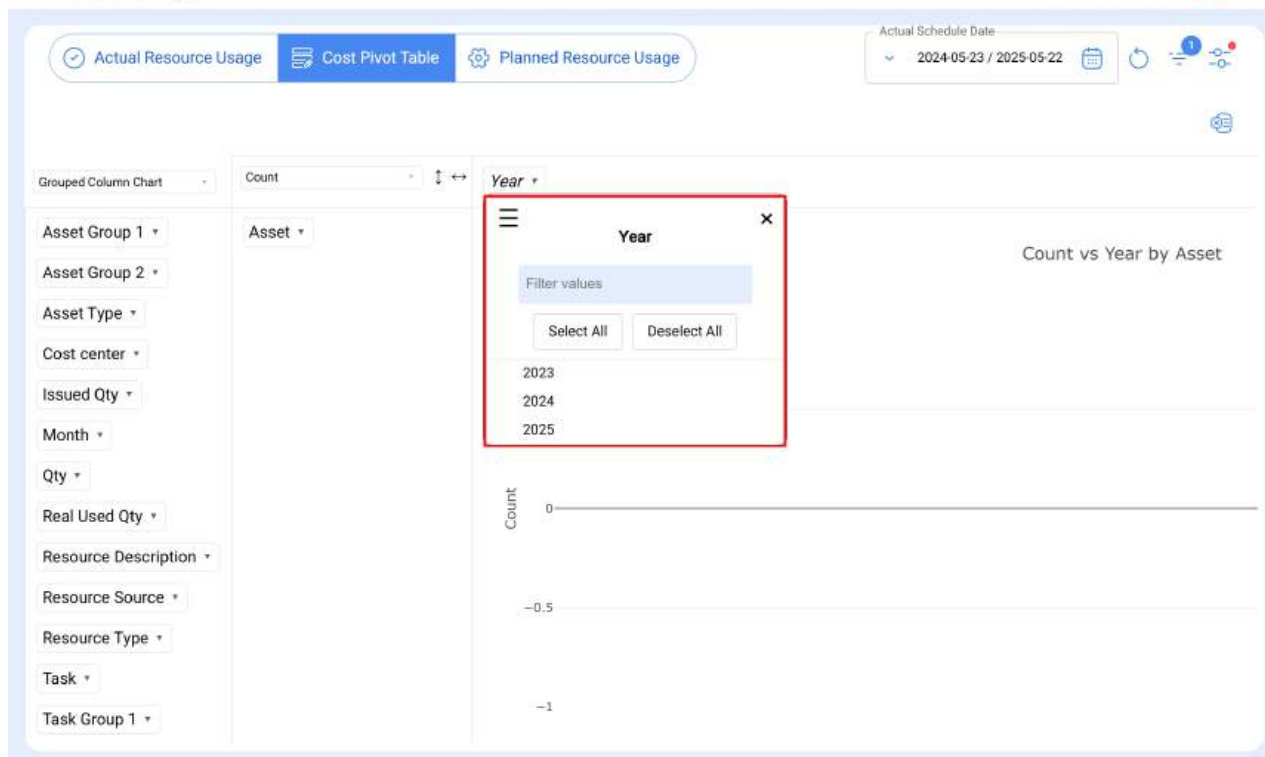 Actual Resource Usage
Cost Pivot Table
Planned Resource Usage
Actual Schedule Date
2024-05-23 / 2025-05-22
1
Grouped Column Chart
Count
Year
Asset Group 1
Asset Group 2
Asset Type
Cost center
Issued Qty
Month
Qty
Real Used Qty
Resource Description
Resource Source
Resource Type
Task
Task Group 1
Asset
Year
Filter values
Select All
Deselect All
2023
2024
2025
Count vs Year by Asset
Count
0
−0.5
−1